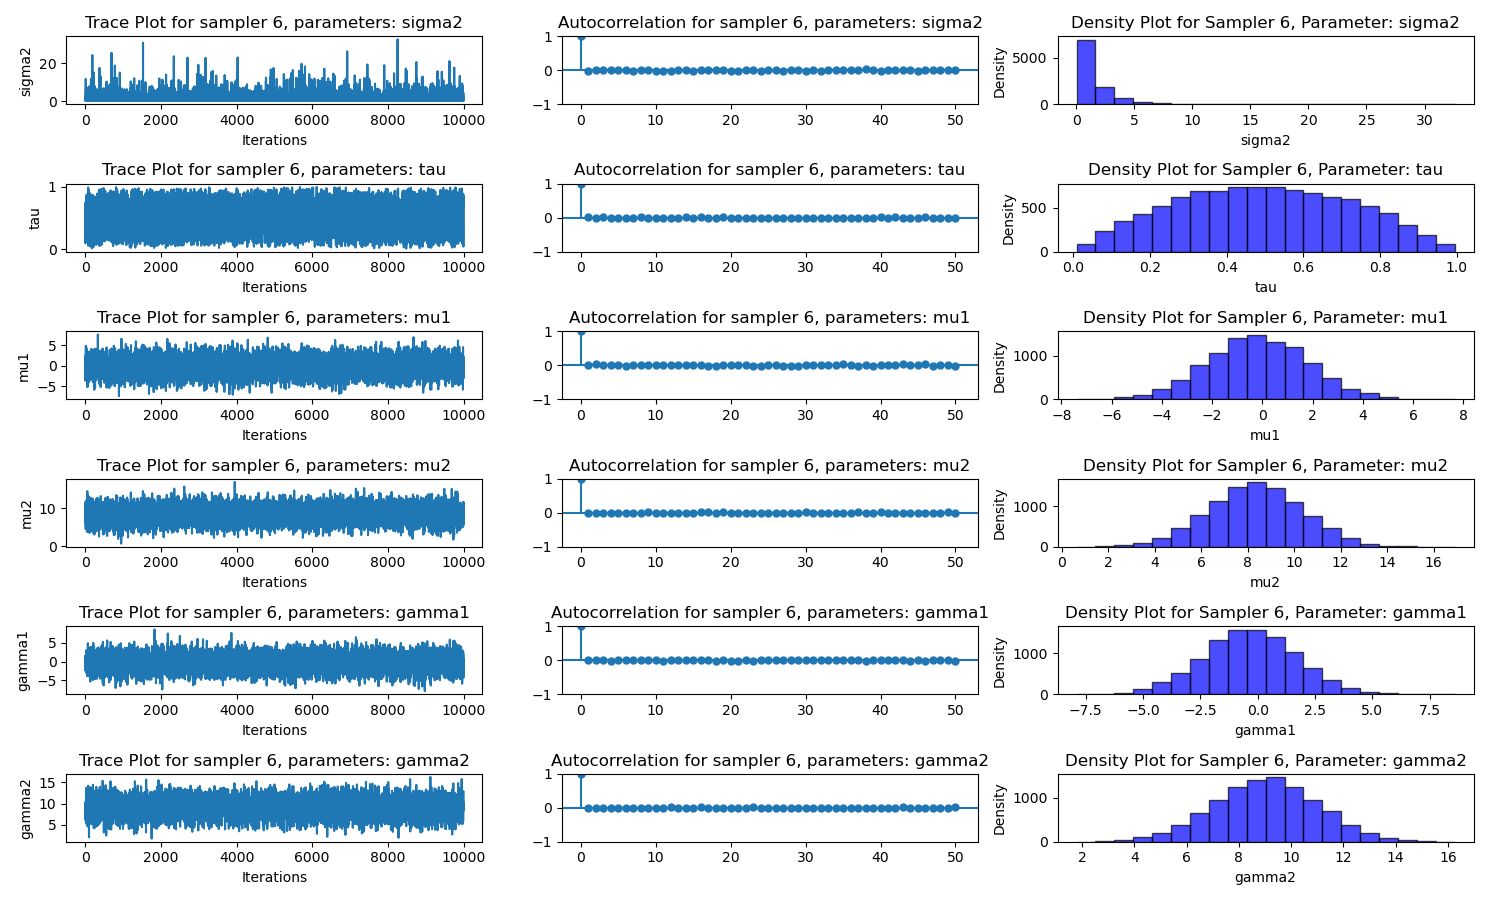 Trace Plot for sampler 6, parameters: sigma2
sigma2
20
0
0 2000 4000 6000 8000 10000
Iterations
Autocorrelation for sampler 6, parameters: sigma2
1
0
−1
0 10 20 30 40 50
Density Plot for Sampler 6, Parameter: sigma2
Density
5000
0
0 5 10 15 20 25 30
sigma2
Trace Plot for sampler 6, parameters: tau
tau
1
0
0 2000 4000 6000 8000 10000
Iterations
Autocorrelation for sampler 6, parameters: tau
1
0
−1
0 10 20 30 40 50
Density Plot for Sampler 6, Parameter: tau
Density
500
0
0.0 0.2 0.4 0.6 0.8 1.0
tau
Trace Plot for sampler 6, parameters: mu1
mu1
5
0
−5
0 2000 4000 6000 8000 10000
Iterations
Autocorrelation for sampler 6, parameters: mu1
1
0
−1
0 10 20 30 40 50
Density Plot for Sampler 6, Parameter: mu1
Density
1000
0
−8 −6 −4 −2 0 2 4 6 8
mu1
Trace Plot for sampler 6, parameters: mu2
mu2
10
0
0 2000 4000 6000 8000 10000
Iterations
Autocorrelation for sampler 6, parameters: mu2
1
0
−1
0 10 20 30 40 50
Density Plot for Sampler 6, Parameter: mu2
Density
1000
0
0 2 4 6 8 10 12 14 16
mu2
Trace Plot for sampler 6, parameters: gamma1
gamma1
5
0
−5
0 2000 4000 6000 8000 10000
Iterations
Autocorrelation for sampler 6, parameters: gamma1
1
0
−1
0 10 20 30 40 50
Density Plot for Sampler 6, Parameter: gamma1
Density
1000
0
−7.5 −5.0 −2.5 0.0 2.5 5.0 7.5
gamma1
Trace Plot for sampler 6, parameters: gamma2
gamma2
15
10
5
0 2000 4000 6000 8000 10000
Iterations
Autocorrelation for sampler 6, parameters: gamma2
1
0
−1
0 10 20 30 40 50
Density Plot for Sampler 6, Parameter: gamma2
Density
1000
0
2 4 6 8 10 12 14 16
gamma2